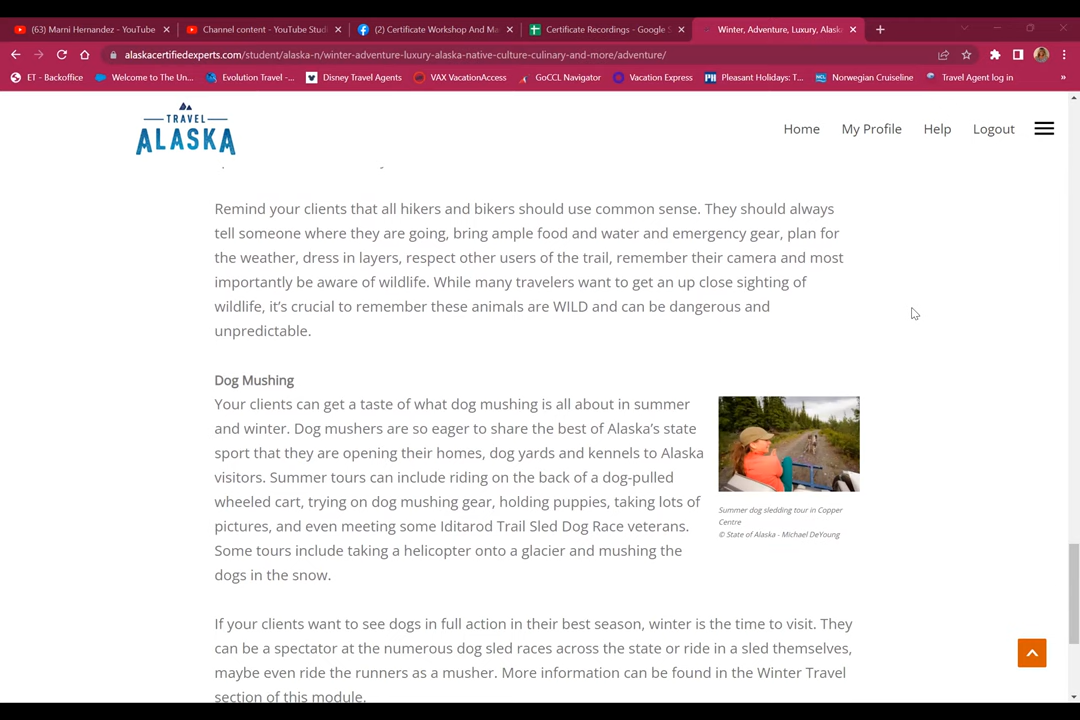 (63) Marni Hernandez - YouTube
Channel content - YouTube Studi
(2) Certificate Workshop And Ma
Certificate Recordings - Google S
Winter, Adventure, Luxury, Alaska
alaskacertifiedexperts.com/student/alaska-n/winter-adventure-luxury-alaska-native-culture-culinary-and-more/adventure/
ET - Backoffice
Welcome to The Un...
Evolution Travel -...
Disney Travel Agents
VAX VacationAccess
GoCCL Navigator
Vacation Express
Pleasant Holidays: T...
Norwegian Cruiseline
Travel Agent log in
»
TRAVEL
ALASKA
Home
My Profile
Help
Logout
Remind your clients that all hikers and bikers should use common sense. They should always
tell someone where they are going, bring ample food and water and emergency gear, plan for
the weather, dress in layers, respect other users of the trail, remember their camera and most
importantly be aware of wildlife. While many travelers want to get an up close sighting of
wildlife, it's crucial to remember these animals are WILD and can be dangerous and
unpredictable.
Dog Mushing
Your clients can get a taste of what dog mushing is all about in summer
and winter. Dog mushers are so eager to share the best of Alaska's state
sport that they are opening their homes, dog yards and kennels to Alaska
visitors. Summer tours can include riding on the back of a dog-pulled
wheeled cart, trying on dog mushing gear, holding puppies, taking lots of
pictures, and even meeting some Iditarod Trail Sled Dog Race veterans.
Some tours include taking a helicopter onto a glacier and mushing the
dogs in the snow.
Summer dog sledding tour in Copper
Centre
© State of Alaska - Michael DeYoung
If your clients want to see dogs in full action in their best season, winter is the time to visit. They
can be a spectator at the numerous dog sled races across the state or ride in a sled themselves,
maybe even ride the runners as a musher. More information can be found in the Winter Travel
section of this module.